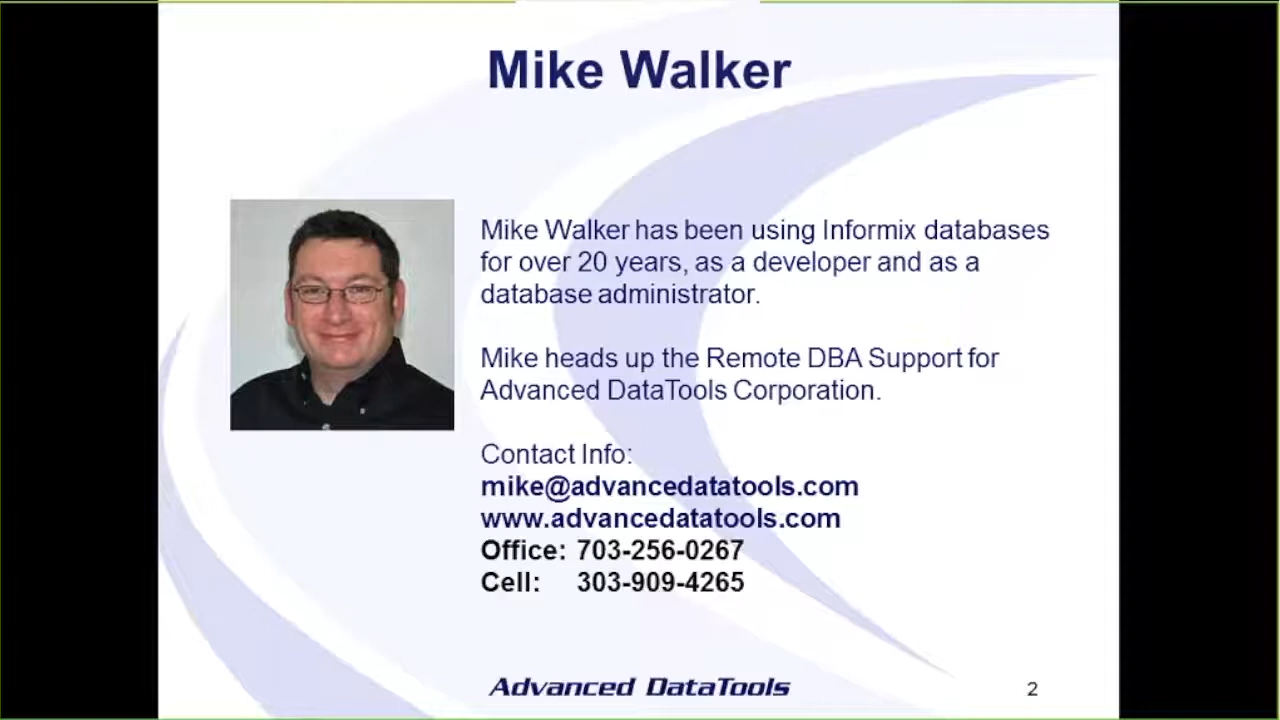 Mike Walker
Mike Walker has been using Informix databases
for over 20 years, as a developer and as a
database administrator.
Mike heads up the Remote DBA Support for
Advanced DataTools Corporation.
Contact Info:
mike@advancedatatools.com
www.advancedatatools.com
Office: 703-256-0267
Cell: 303-909-4265
Advanced DataTools
2